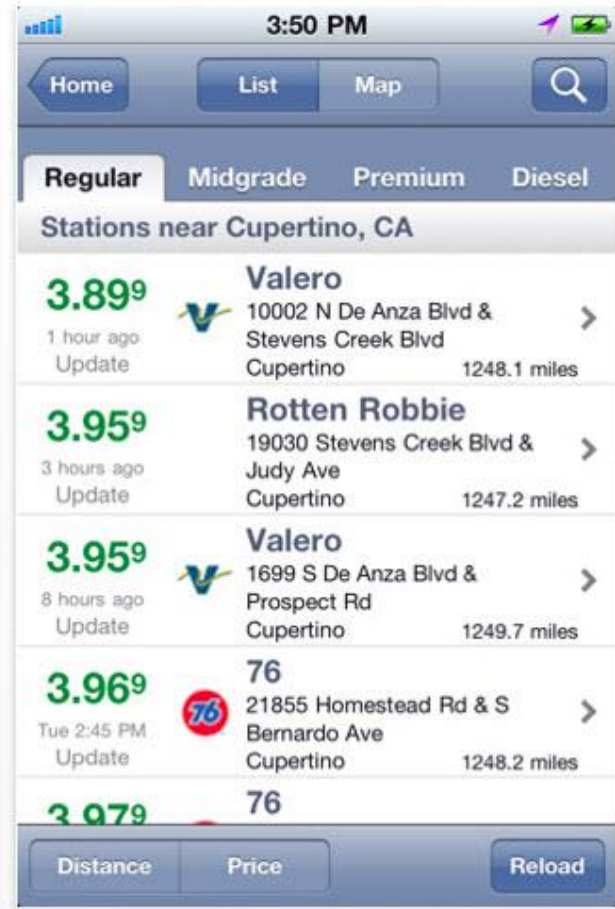 3:50 PM
Home List Map
Regular Midgrade Premium Diesel
Stations near Cupertino, CA
3.899
1 hour ago
Update
Valero
10002 N De Anza Blvd &
Stevens Creek Blvd
Cupertino 1248.1 miles
3.959
3 hours ago
Update
Rotten Robbie
19030 Stevens Creek Blvd &
Judy Ave
Cupertino 1247.2 miles
3.959
8 hours ago
Update
Valero
1699 S De Anza Blvd &
Prospect Rd
Cupertino 1249.7 miles
3.969
Tue 2:45 PM
Update
76
76
21855 Homestead Rd & S
Bernardo Ave
Cupertino 1248.2 miles
3.979
76
Distance Price Reload